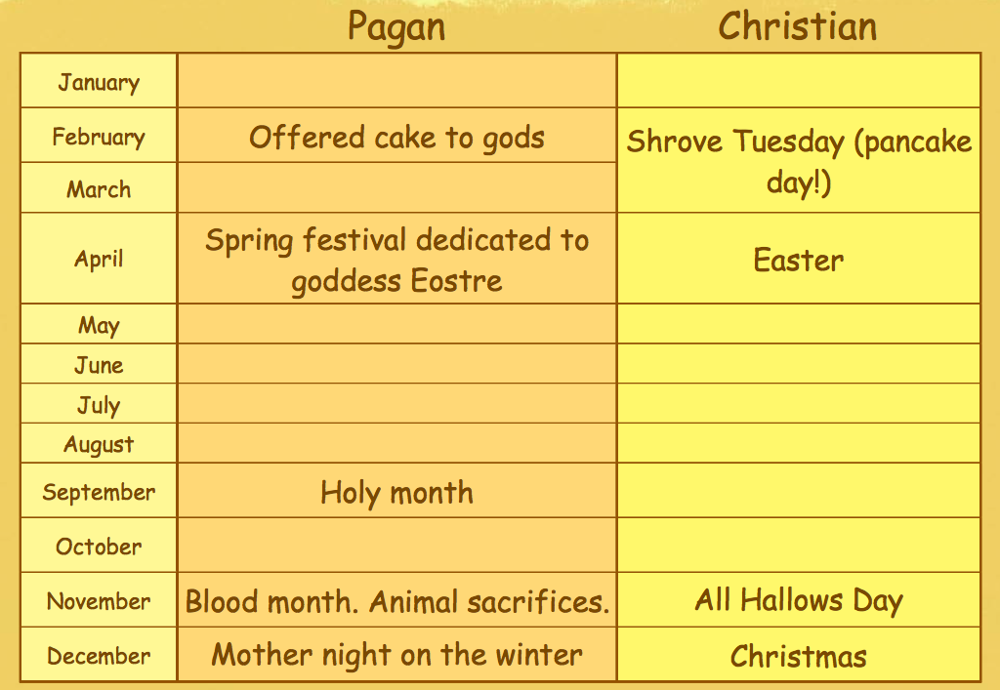 Pagan Christian
January
February Offered cake to gods Shrove Tuesday (pancake
day!)
March
April Spring festival dedicated to
goddess Eostre Easter
May
June
July
August
September Holy month
October
November Blood month. Animal sacrifices. All Hallows Day
December Mother night on the winter Christmas